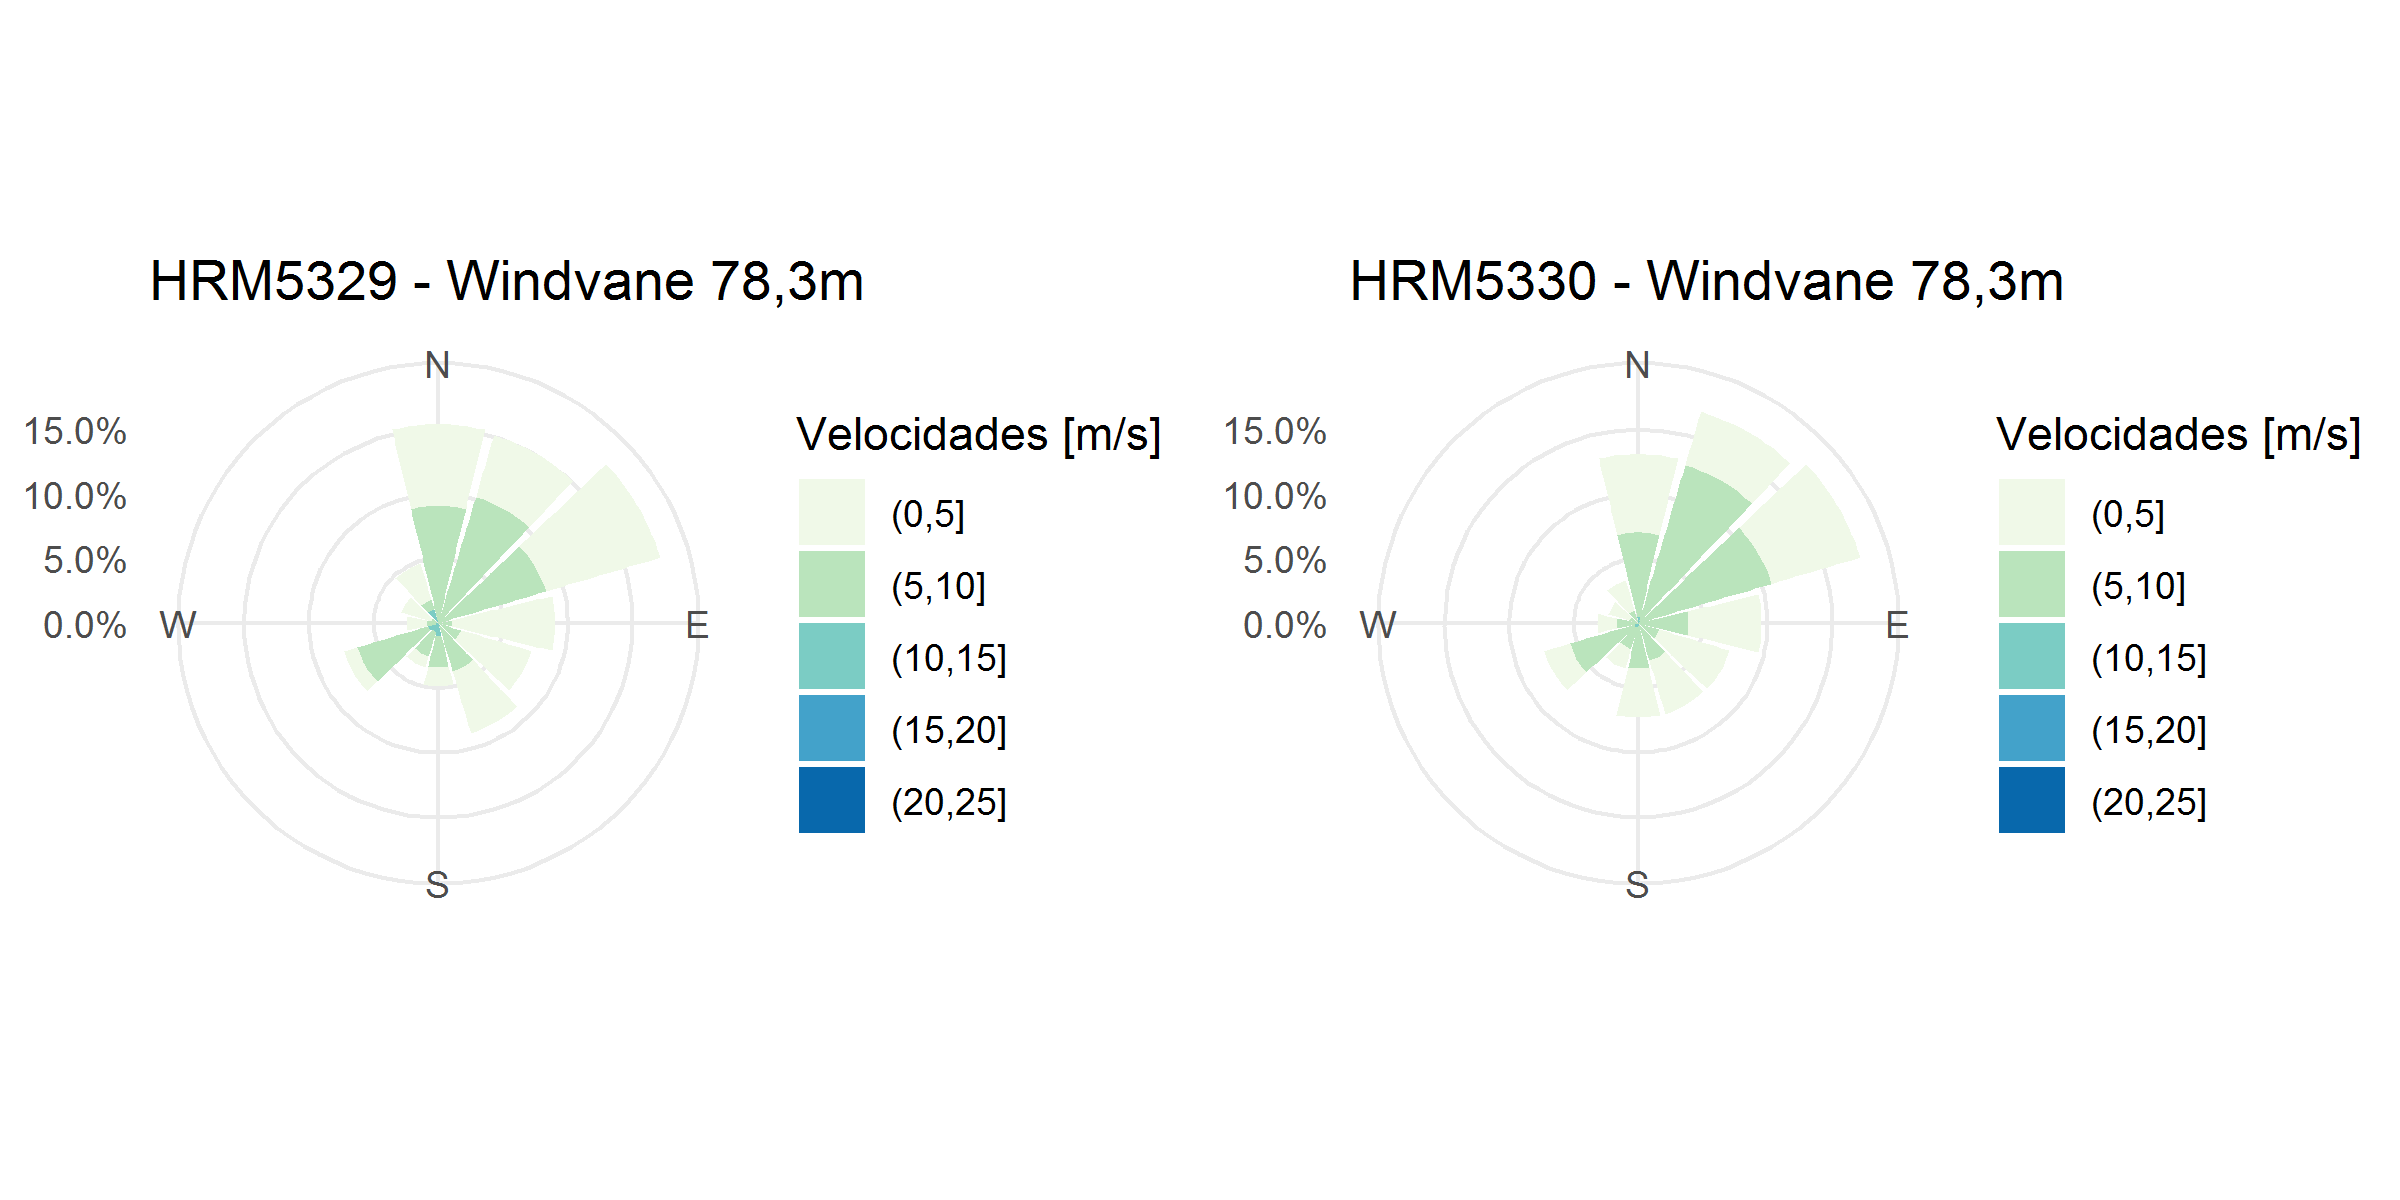 HRM5329 - Windvane 78,3m
N
15.0%
10.0%
5.0%
0.0%
W
E
S
Velocidades [m/s]
(0,5]
(5,10]
(10,15]
(15,20]
(20,25]
HRM5330 - Windvane 78,3m
N
15.0%
10.0%
5.0%
0.0%
W
E
S
Velocidades [m/s]
(0,5]
(5,10]
(10,15]
(15,20]
(20,25]